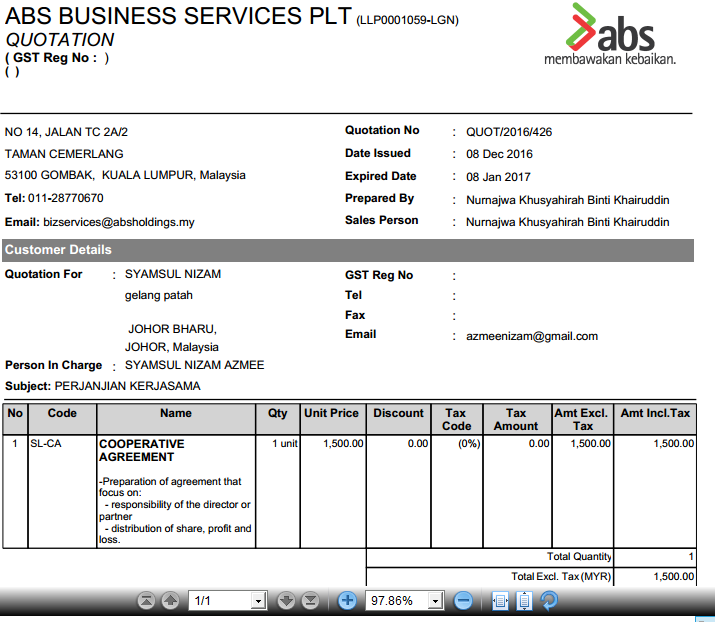 ABS BUSINESS SERVICES PLT (LLP0001059-LGN)
QUOTATION
( GST Reg No : )
( )
abs
membawakan kebaikan.
NO 14, JALAN TC 2A/2
TAMAN CEMERLANG
53100 GOMBAK, KUALA LUMPUR, Malaysia
Tel: 011-28770670
Email: bizservices@absholdings.my
Quotation No : QUOT/2016/426
Date Issued : 08 Dec 2016
Expired Date : 08 Jan 2017
Prepared By : Nurnajwa Khusyahirah Binti Khairuddin
Sales Person : Nurnajwa Khusyahirah Binti Khairuddin
Customer Details
Quotation For : SYAMSUL NIZAM
gelang patah
JOHOR BHARU,
JOHOR, Malaysia
Person In Charge : SYAMSUL NIZAM AZMEE
Subject: PERJANJIAN KERJASAMA
GST Reg No :
Tel :
Fax :
Email : azmeenizam@gmail.com
No Code Name Qty Unit Price Discount Tax Code Tax Amount Amt Excl. Tax Amt Incl.Tax
1 SL-CA COOPERATIVE 1 unit 1,500.00 0.00 (0%) 0.00 1,500.00 1,500.00
AGREEMENT
-Preparation of agreement that
focus on:
- responsibility of the director or
partner
- distribution of share, profit and
loss.
Total Quantity 1
Total Excl. Tax (MYR) 1,500.00
1/1 97.86%